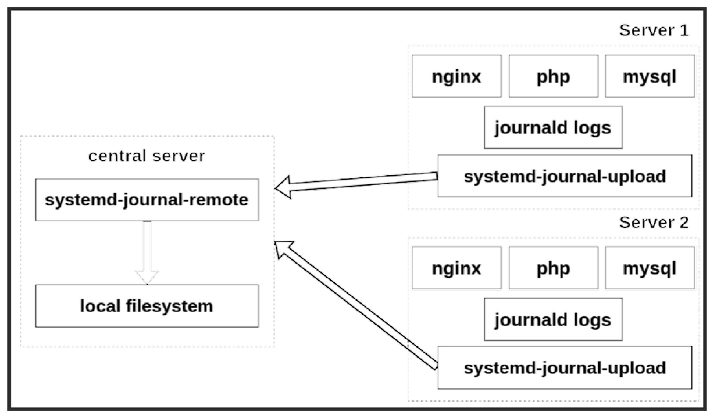 Server 1
nginx
php
mysql
journald logs
systemd-journal-upload
central server
systemd-journal-remote
local filesystem
Server 2
nginx
php
mysql
journald logs
systemd-journal-upload